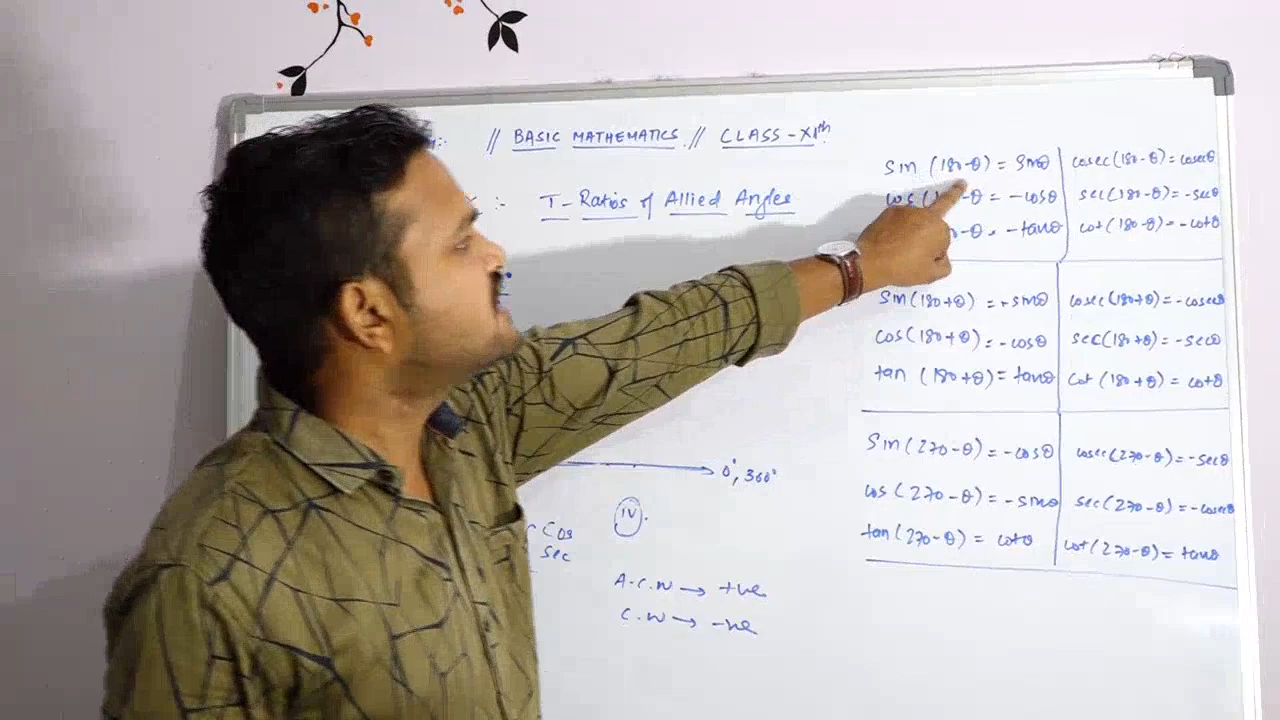 // BASIC MATHEMATICS // CLASS - XIth
:- T-Ratios of Allied Angles
sin (180-θ) = sinθ
cos (1 -θ = -cosθ
-θ = -tanθ
cosec(180-θ) = cosecθ
sec(180-θ) = -secθ
cot(180-θ) = -cotθ
sin(180+θ) = +sinθ
cos(180+θ) = -cosθ
tan (180+θ) = tanθ
cosec(180+θ) = -cosecθ
sec(180+θ) = -secθ
cot (180+θ) = cotθ
sin(270-θ) = -cosθ
cos(270-θ) = -sinθ
tan(270-θ) = cotθ
cosec(270-θ) = -secθ
sec(270-θ) = -cosecθ
cot(270-θ) = tanθ
0°, 360°
IV
Cos
Sec
A.C.W → +ve
C.W → -ve